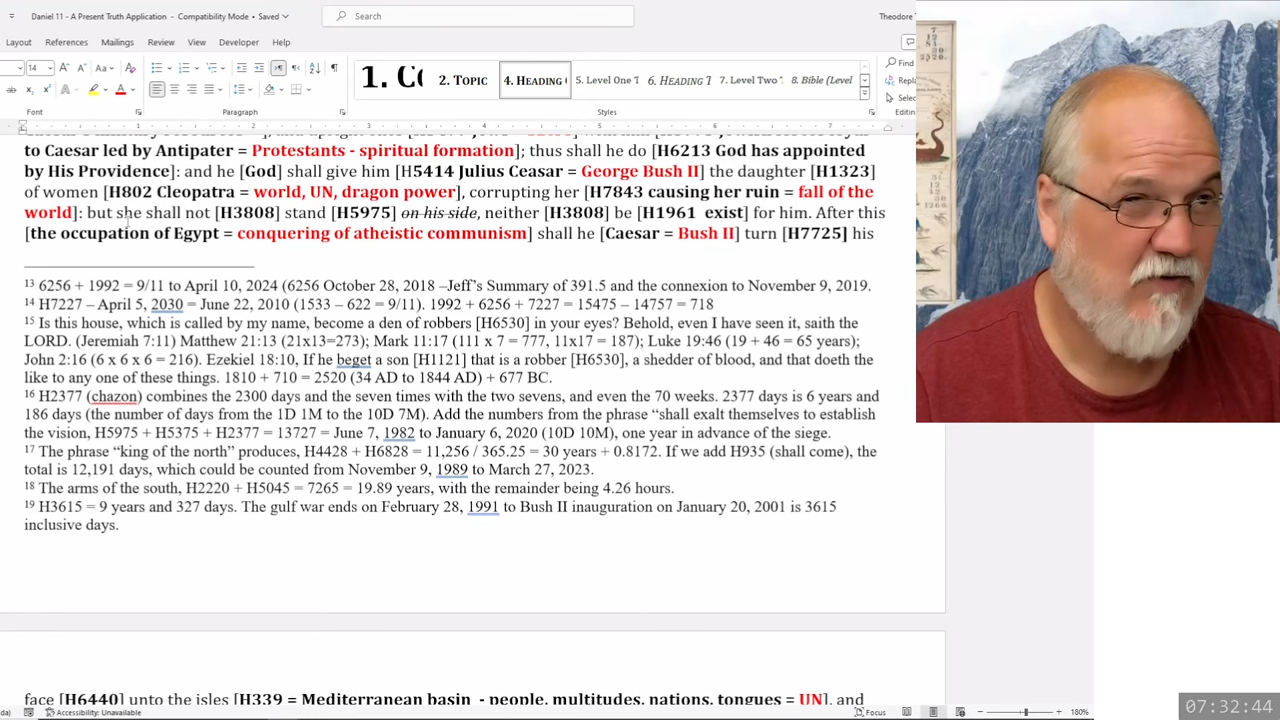 Daniel 11 - A Present Truth Application - Compatibility Mode • Saved
Search
Theodore
Layout References Mailings Review View Developer Help
14
Aa
1. Co
2. TOPIC
4. HEADING
5. Level One
6. HEADING
7. Level Two
8. Bible (Level
Find
Repla
Select
Font
Paragraph
Styles
to Caesar led by Antipater = Protestants - spiritual formation]; thus shall he do [H6213 God has appointed
by His Providence]: and he [God] shall give him [H5414 Julius Ceasar = George Bush II] the daughter [H1323]
of women [H802 Cleopatra = world, UN, dragon power], corrupting her [H7843 causing her ruin = fall of the
world]: but she shall not [H3808] stand [H5975] on his side, neither [H3808] be [H1961  exist] for him. After this
[the occupation of Egypt = conquering of atheistic communism] shall he [Caesar = Bush II] turn [H7725] his
13 6256 + 1992 = 9/11 to April 10, 2024 (6256 October 28, 2018 –Jeff's Summary of 391.5 and the connexion to November 9, 2019.
14 H7227 – April 5, 2030 = June 22, 2010 (1533 – 622 = 9/11). 1992 + 6256 + 7227 = 15475 – 14757 = 718
15 Is this house, which is called by my name, become a den of robbers [H6530] in your eyes? Behold, even I have seen it, saith the
LORD. (Jeremiah 7:11) Matthew 21:13 (21x13=273); Mark 11:17 (111 x 7 = 777, 11x17 = 187); Luke 19:46 (19 + 46 = 65 years);
John 2:16 (6 x 6 x 6 = 216). Ezekiel 18:10, If he beget a son [H1121] that is a robber [H6530], a shedder of blood, and that doeth the
like to any one of these things. 1810 + 710 = 2520 (34 AD to 1844 AD) + 677 BC.
16 H2377 (chazon) combines the 2300 days and the seven times with the two sevens, and even the 70 weeks. 2377 days is 6 years and
186 days (the number of days from the 1D 1M to the 10D 7M). Add the numbers from the phrase “shall exalt themselves to establish
the vision, H5975 + H5375 + H2377 = 13727 = June 7, 1982 to January 6, 2020 (10D 10M), one year in advance of the siege.
17 The phrase “king of the north” produces, H4428 + H6828 = 11,256 / 365.25 = 30 years + 0.8172. If we add H935 (shall come), the
total is 12,191 days, which could be counted from November 9, 1989 to March 27, 2023.
18 The arms of the south, H2220 + H5045 = 7265 = 19.89 years, with the remainder being 4.26 hours.
19 H3615 = 9 years and 327 days. The gulf war ends on February 28, 1991 to Bush II inauguration on January 20, 2001 is 3615
inclusive days.
face [H6440] unto the isles [H339 = Mediterranean basin  - people, multitudes, nations, tongues = UN], and
Accessibility: Unavailable
Focus
180%
07:32:44